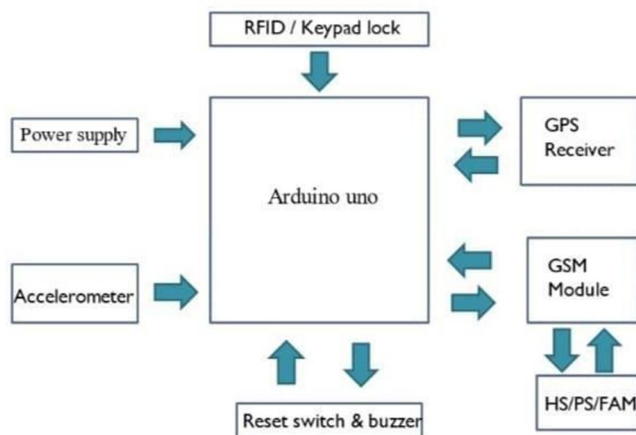 RFID / Keypad lock
Power supply
Arduino uno
GPS
Receiver
Accelerometer
GSM
Module
Reset switch & buzzer
HS/PS/FAM